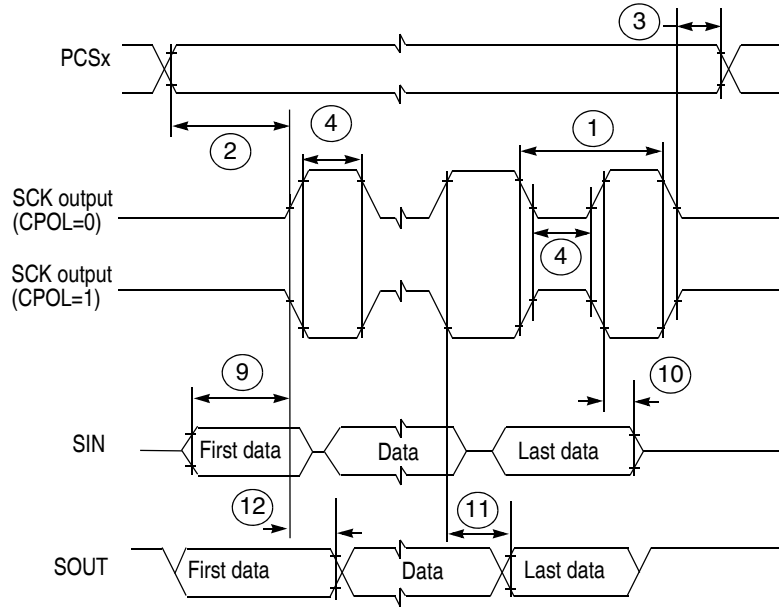 3
PCSx
2
4
1
SCK output
(CPOL=0)
4
SCK output
(CPOL=1)
9
10
SIN
First data
Data
Last data
12
11
SOUT
First data
Data
Last data